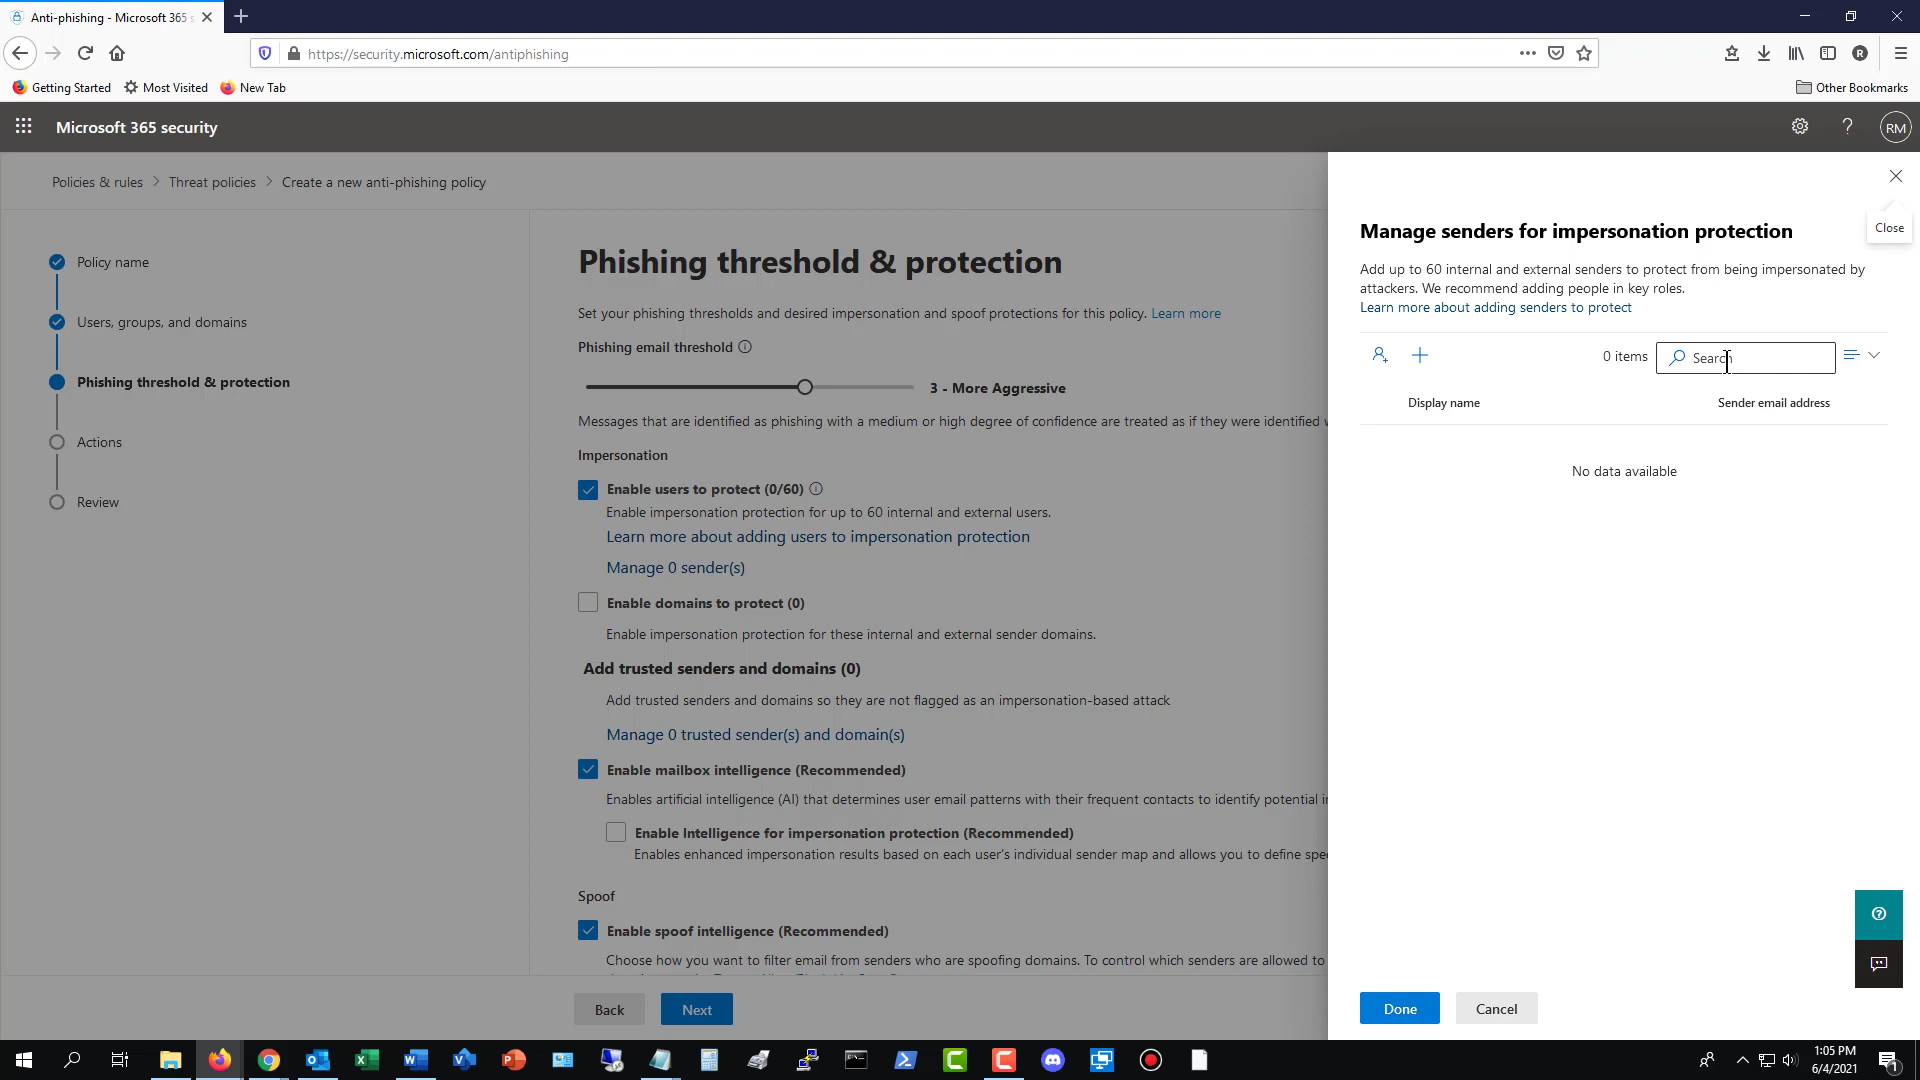 Anti-phishing - Microsoft 365 s
https://security.microsoft.com/antiphishing
Getting Started
Most Visited
New Tab
Other Bookmarks
Microsoft 365 security
RM
Policies & rules > Threat policies > Create a new anti-phishing policy
Policy name
Users, groups, and domains
Phishing threshold & protection
Actions
Review
Phishing threshold & protection
Set your phishing thresholds and desired impersonation and spoof protections for this policy. Learn more
Phishing email threshold
3 - More Aggressive
Messages that are identified as phishing with a medium or high degree of confidence are treated as if they were identified
Impersonation
Enable users to protect (0/60)
Enable impersonation protection for up to 60 internal and external users.
Learn more about adding users to impersonation protection
Manage 0 sender(s)
Enable domains to protect (0)
Enable impersonation protection for these internal and external sender domains.
Add trusted senders and domains (0)
Add trusted senders and domains so they are not flagged as an impersonation-based attack
Manage 0 trusted sender(s) and domain(s)
Enable mailbox intelligence (Recommended)
Enables artificial intelligence (AI) that determines user email patterns with their frequent contacts to identify potential
Enable Intelligence for impersonation protection (Recommended)
Enables enhanced impersonation results based on each user's individual sender map and allows you to define
Spoof
Enable spoof intelligence (Recommended)
Choose how you want to filter email from senders who are spoofing domains. To control which senders are allowed to
Back
Next
Close
Manage senders for impersonation protection
Add up to 60 internal and external senders to protect from being impersonated by
attackers. We recommend adding people in key roles.
Learn more about adding senders to protect
0 items
Search
Display name
Sender email address
No data available
Done
Cancel
1:05 PM
6/4/2021